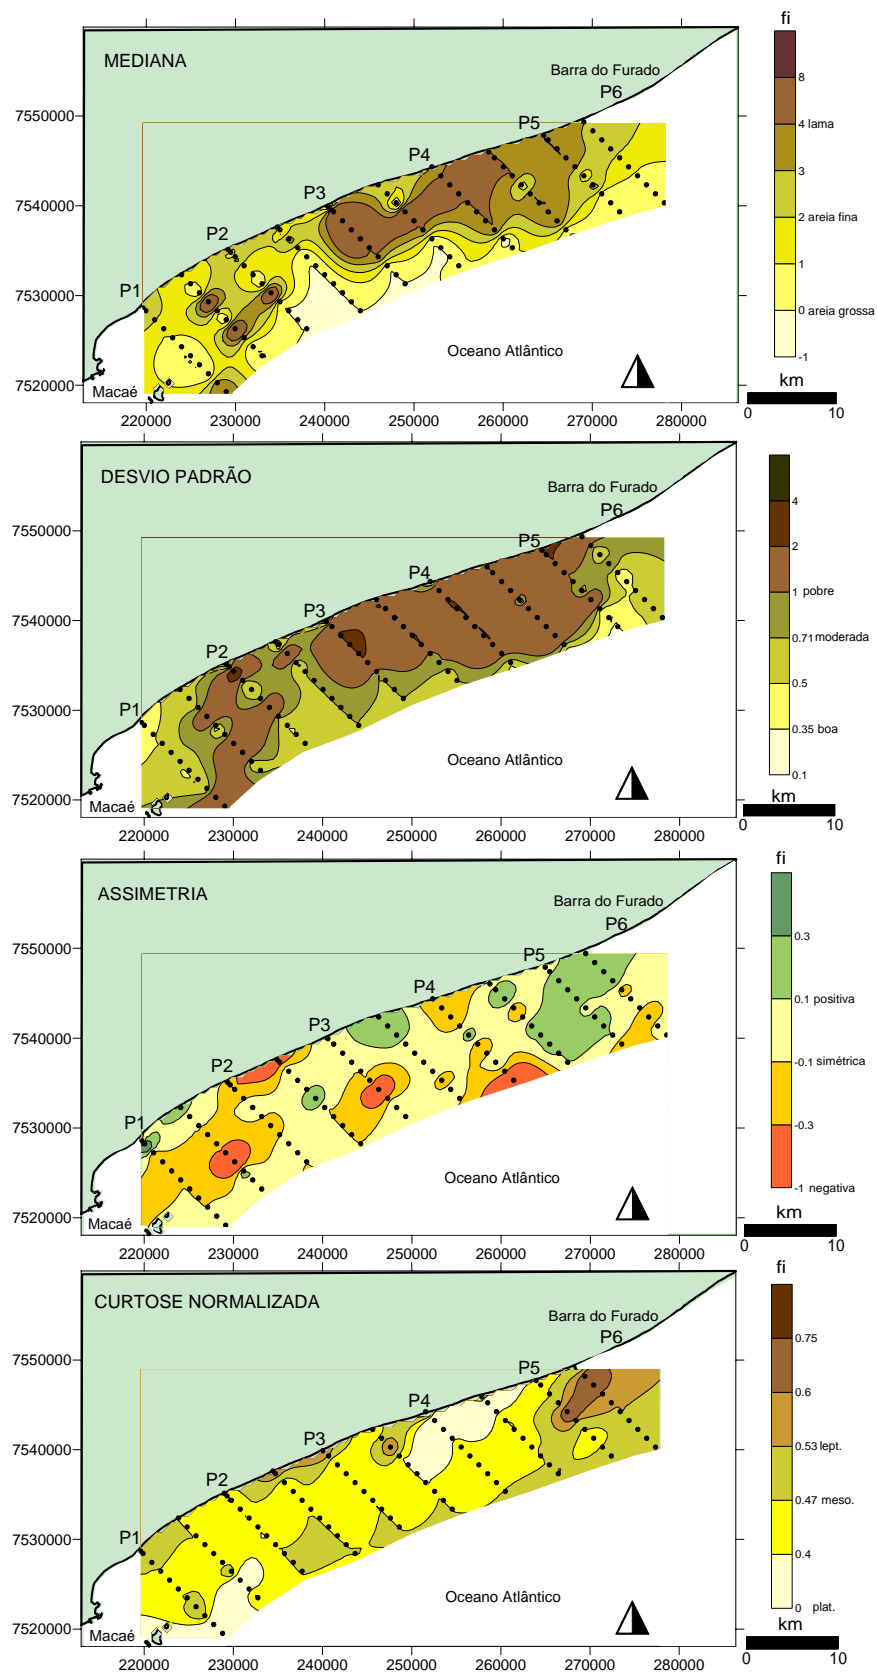 fi
MEDIANA
Barra do Furado
P6
8
7550000
P5
4 lama
P4
3
P3
7540000
2 areia fina
P2
1
P1
7530000
0 areia grossa
Oceano Atlântico
-1
7520000
Macaé
km
0 10
220000 230000 240000 250000 260000 270000 280000
DESVIO PADRÃO
Barra do Furado
P6
4
7550000
P5
2
P4
1 pobre
P3
7540000
0.71 moderada
P2
0.5
P1
7530000
0.35 boa
Oceano Atlântico
0.1
7520000
Macaé
km
0 10
220000 230000 240000 250000 260000 270000 280000
fi
ASSIMETRIA
Barra do Furado
P6
0.3
7550000
P5
P4
0.1 positiva
P3
7540000
-0.1 simétrica
P2
P1
-0.3
7530000
Oceano Atlântico
-1 negativa
7520000
Macaé
km
0 10
220000 230000 240000 250000 260000 270000 280000
fi
CURTOSE NORMALIZADA
Barra do Furado
P6
0.75
7550000
P5
0.6
P4
P3
7540000
0.53 lept.
P2
0.47 meso.
P1
7530000
0.4
Oceano Atlântico
0 plat.
7520000
Macaé
km
0 10
220000 230000 240000 250000 260000 270000 280000